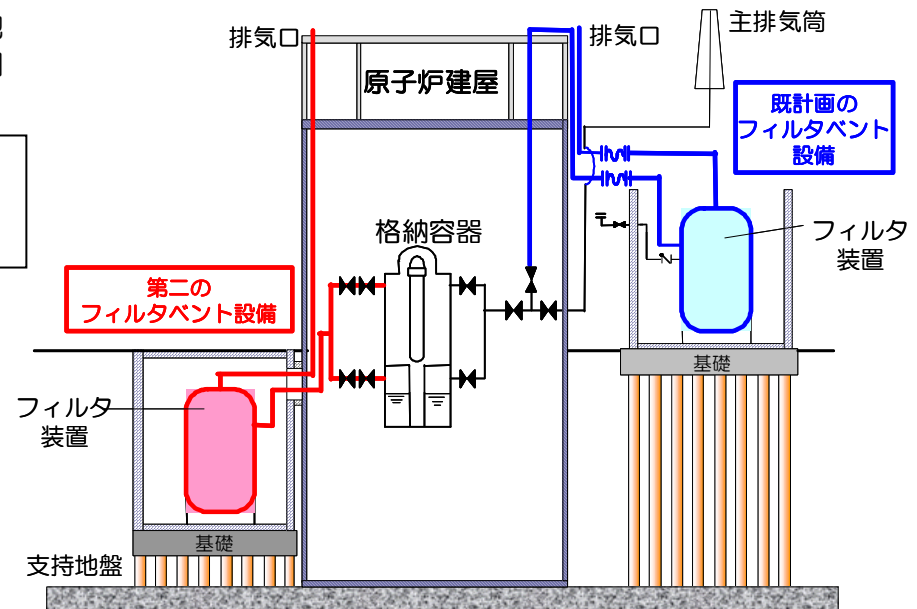 排気口
排気口
主排気筒
原子炉建屋
既計画の
フィルタベント
設備
格納容器
フィルタ
装置
第二の
フィルタベント設備
基礎
フィルタ
装置
基礎
支持地盤